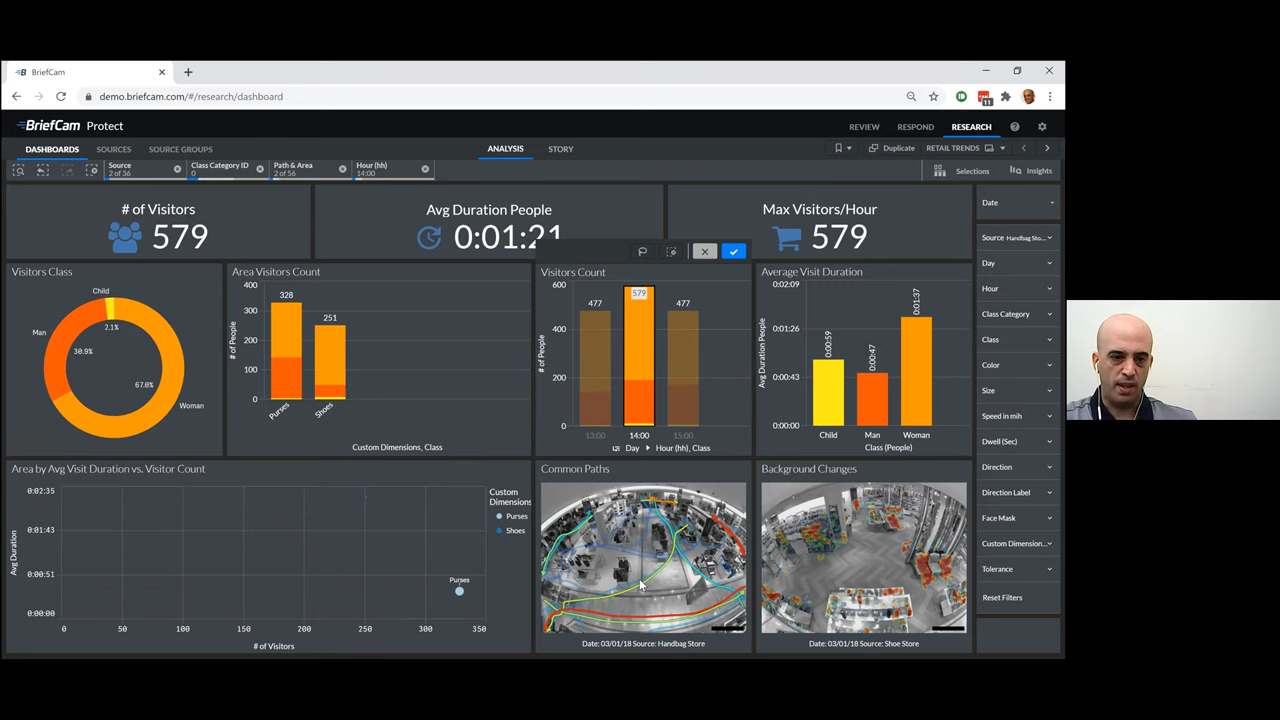 BriefCam
demo.briefcam.com/#/research/dashboard
11
BriefCam Protect
REVIEW RESPOND RESEARCH
DASHBOARDS SOURCES SOURCE GROUPS ANALYSIS STORY Duplicate RETAIL TRENDS
Source
2 of 36
Class Category ID
0
Path & Area
2 of 56
Hour (hh)
14:00
Selections Insights
# of Visitors
579
Avg Duration People
0:01:21
Max Visitors/Hour
579
Visitors Class
Child
2.1%
Man
30.9%
67.0%
Woman
Area Visitors Count
# of People
400
300
200
100
0
328
251
Purses
Shoes
Custom Dimensions, Class
Visitors Count
# of People
600
400
200
0
477
579
477
13:00
14:00
15:00
Day Hour (hh), Class
Average Visit Duration
Avg Duration People
0:02:09
0:01:26
0:00:43
0:00:00
0:00:59
0:00:47
0:01:37
Child
Man
Woman
Class (People)
Area by Avg Visit Duration vs. Visitor Count
Avg Duration
0:02:35
0:01:43
0:00:51
0:00:00
0 50 100 150 200 250 300 350
# of Visitors
Purses
Custom
Dimensions
Purses
Shoes
Common Paths
Date: 03/01/18 Source: Handbag Store
Background Changes
Date: 03/01/18 Source: Shoe Store
Date
Source Handbag Sto...
Day
Hour
Class Category
Class
Color
Size
Speed in mih
Dwell (Sec)
Direction
Direction Label
Face Mask
Custom Dimension...
Tolerance
Reset Filters